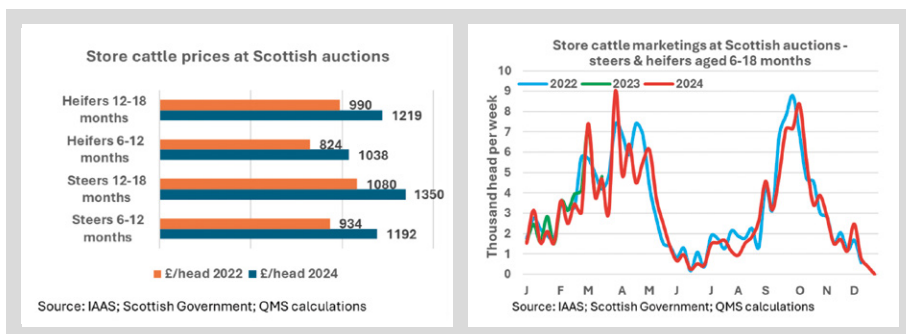 Store cattle prices at Scottish auctions
Heifers 12-18
months
990
1219
Heifers 6-12
months
824
1038
Steers 12-18
months
1080
1350
Steers 6-12
months
934
1192
£/head 2022 £/head 2024
Source: IAAS; Scottish Government; QMS calculations
Store cattle marketings at Scottish auctions -
steers & heifers aged 6-18 months
2022 2023 2024
Thousand head per week
10
9
8
7
6
5
4
3
2
1
0
J F M A M J J A S O N D
Source: IAAS; Scottish Government; QMS calculations